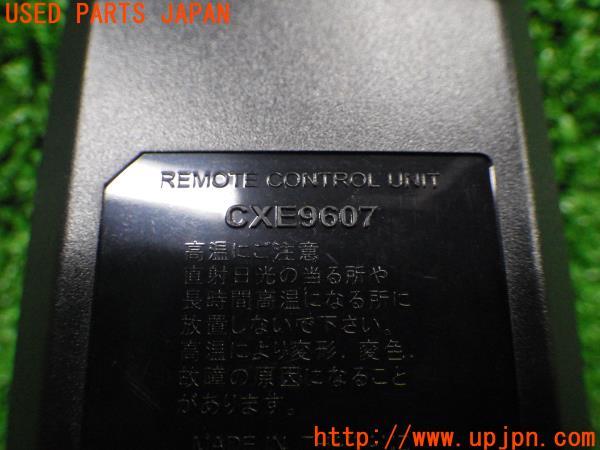 USED PARTS JAPAN
REMOTE CONTROL UNIT
CXE9607
高温にご注意
直射日光の当る所や
長時間高温になる所に
放置しないで下さい。
高温により変形、変色、
故障の原因になること
があります。
MADE IN
www.upjpn.com